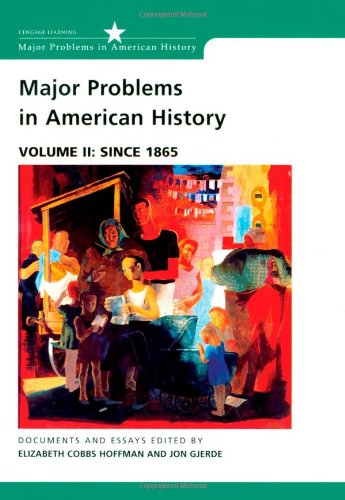 CENGAGE LEARNING
Major Problems in American History
Major Problems
in American History
VOLUME II: SINCE 1865
DOCUMENTS AND ESSAYS EDITED BY
ELIZABETH COBBS HOFFMAN AND JON GJERDE